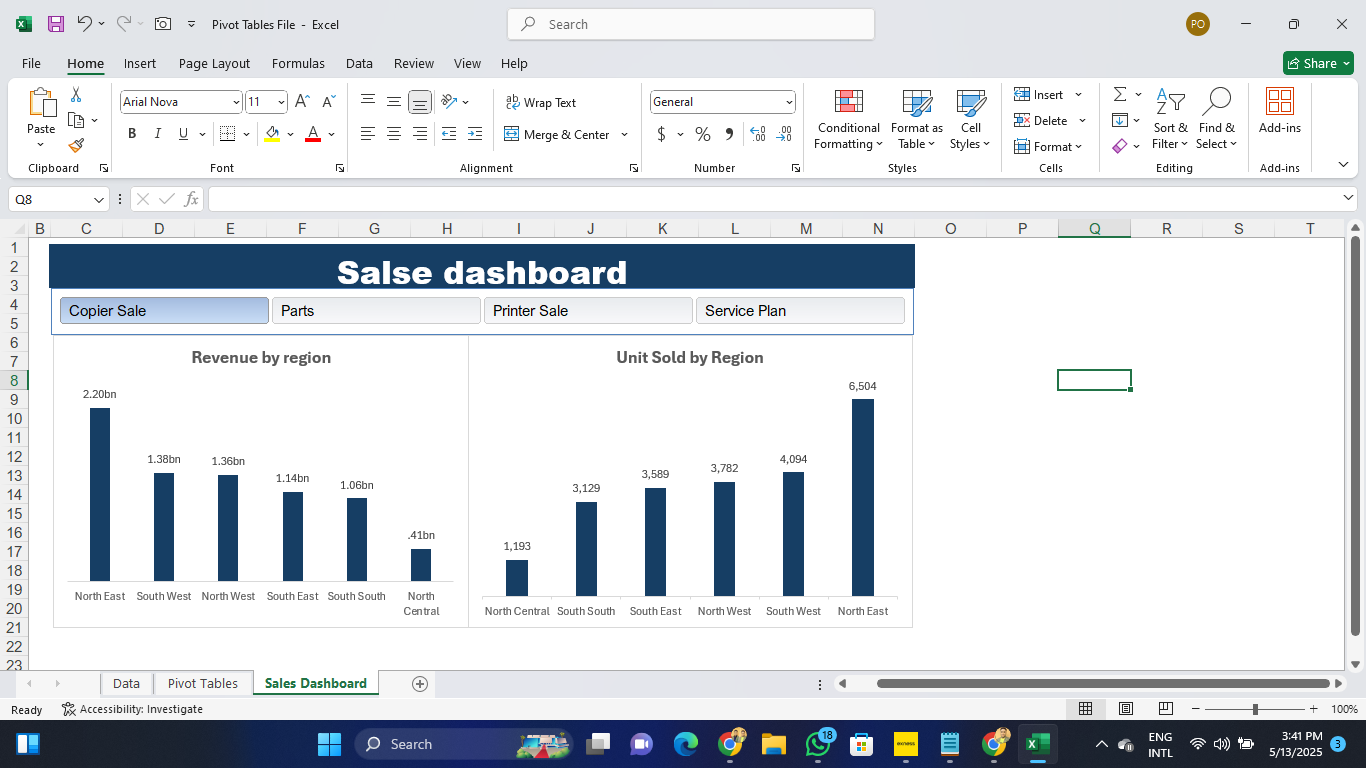 Pivot Tables File - Excel
Search
PO
File Home Insert Page Layout Formulas Data Review View Help
Share
Paste
Clipboard
Arial Nova 11
B I U
Font
Wrap Text
Merge & Center
Alignment
General
$ % 9
Number
Conditional Formatting
Format as Table
Cell Styles
Styles
Insert
Delete
Format
Cells
Sort & Filter
Find & Select
Editing
Add-ins
Add-ins
Q8
fx
B C D E F G H I J K L M N O P Q R S T
1
2
3
4
5
6
7
8
9
10
11
12
13
14
15
16
17
18
19
20
21
22
23
Salse dashboard
Copier Sale Parts Printer Sale Service Plan
Revenue by region
2.20bn
1.38bn
1.36bn
1.14bn
1.06bn
.41bn
North East South West North West South East South South North Central
Unit Sold by Region
1,193
3,129
3,589
3,782
4,094
6,504
North Central South South South East North West South West North East
Data Pivot Tables Sales Dashboard
Ready Accessibility: Investigate
100%
Search
18
exness
ENG
INTL
3:41 PM
5/13/2025
3